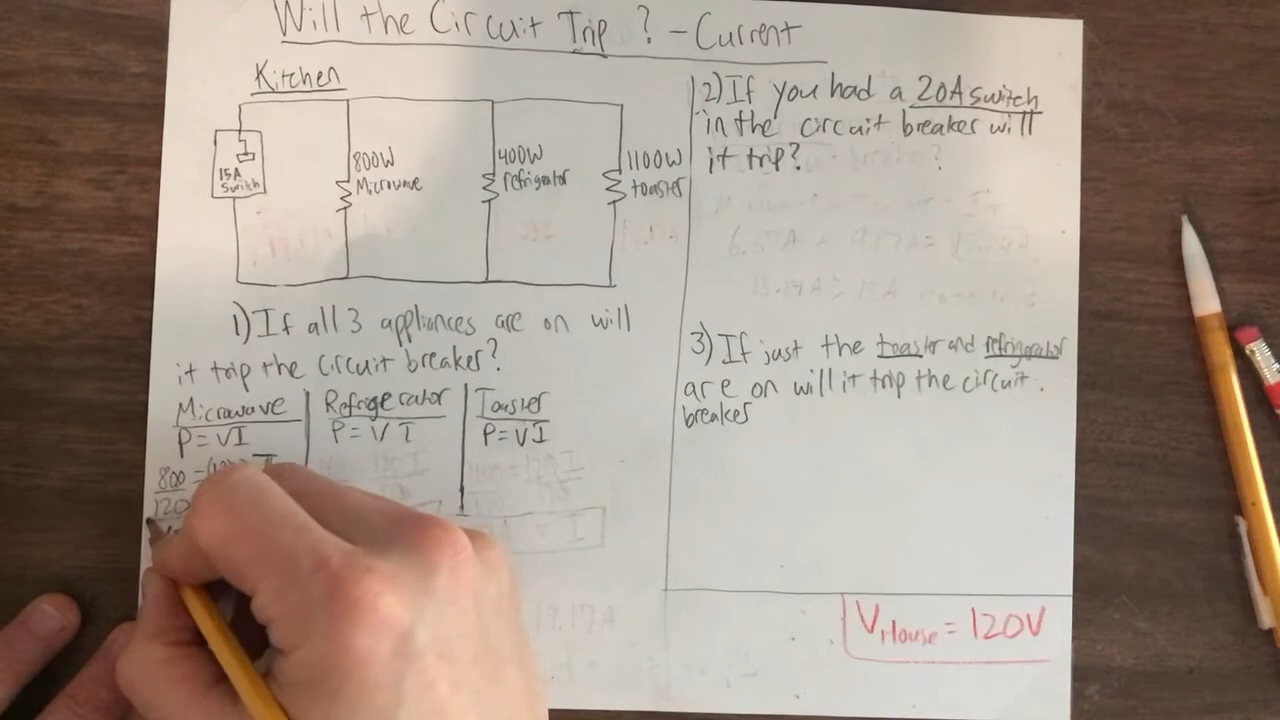 Will the Circuit Trip? - Current
Kitchen
15A
Switch
800W
Microwave
400W
refrigerator
1100W
toaster
1) If all 3 appliances are on will
it trip the circuit breaker?
Microwave
P = VI
800 =
120
Refrigerator
P = VI
Toaster
P = VI
2) If you had a 20A switch
in the circuit breaker will
it trip?
3) If just the toaster and refrigerator
are on will it trip the circuit.
breaker
VHouse = 120V